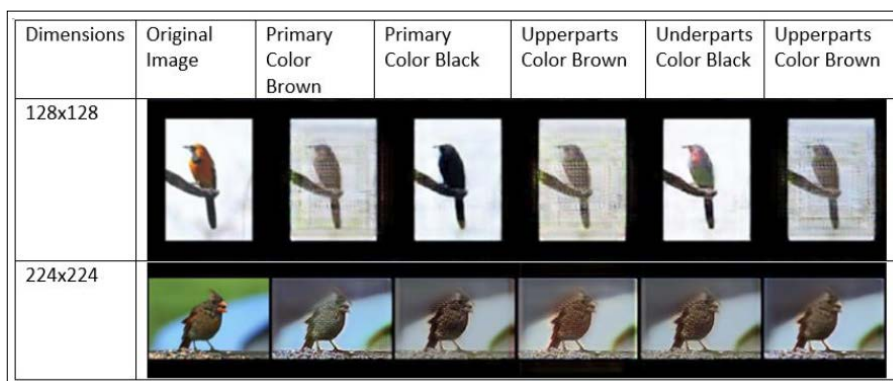 Dimensions
Original
Image
Primary
Color
Brown
Primary
Color Black
Upperparts
Color Brown
Underparts
Color Black
Upperparts
Color Brown
128x128
224x224